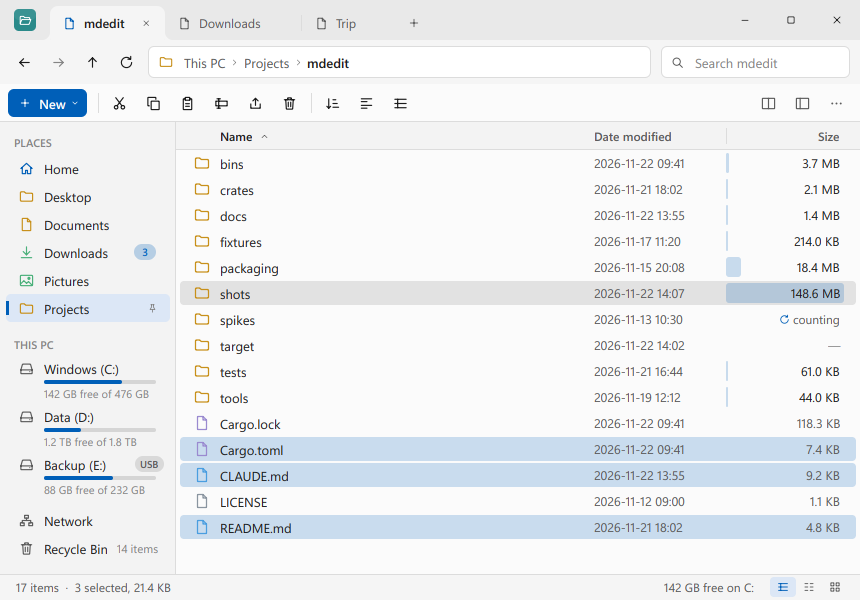 mdedit
Downloads
Trip
This PC › Projects › mdedit
Search mdedit
New
PLACES
Home
Desktop
Documents
Downloads 3
Pictures
Projects
THIS PC
Windows (C:)
142 GB free of 476 GB
Data (D:)
1.2 TB free of 1.8 TB
Backup (E:) USB
88 GB free of 232 GB
Network
Recycle Bin 14 items
Name Date modified Size
bins 2026-11-22 09:41 3.7 MB
crates 2026-11-21 18:02 2.1 MB
docs 2026-11-22 13:55 1.4 MB
fixtures 2026-11-17 11:20 214.0 KB
packaging 2026-11-15 20:08 18.4 MB
shots 2026-11-22 14:07 148.6 MB
spikes 2026-11-13 10:30 counting
target 2026-11-22 14:02 —
tests 2026-11-21 16:44 61.0 KB
tools 2026-11-19 12:12 44.0 KB
Cargo.lock 2026-11-22 09:41 118.3 KB
Cargo.toml 2026-11-22 09:41 7.4 KB
CLAUDE.md 2026-11-22 13:55 9.2 KB
LICENSE 2026-11-12 09:00 1.1 KB
README.md 2026-11-21 18:02 4.8 KB
17 items · 3 selected, 21.4 KB
142 GB free on C: